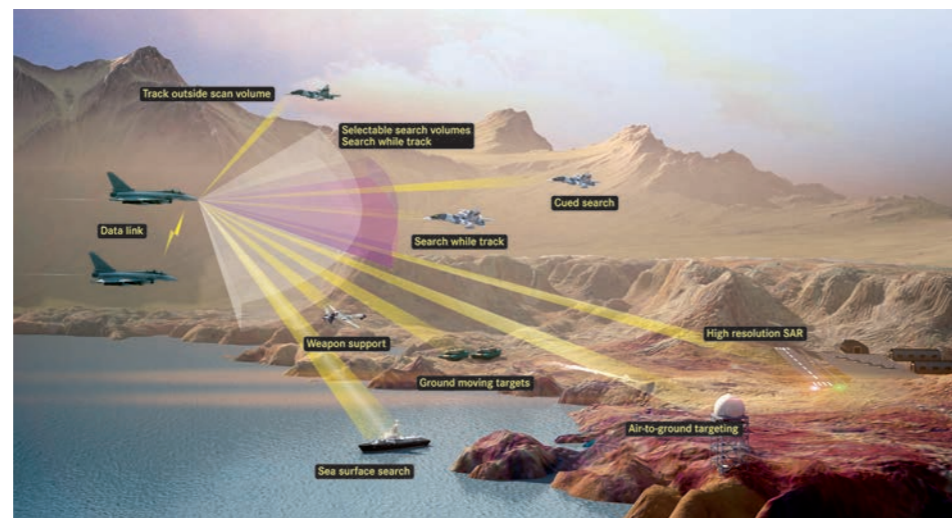 Track outside scan volume
Selectable search volumes
Search while track
Cued search
Data link
Search while track
High resolution SAR
Weapon support
Ground moving targets
Air-to-ground targeting
Sea surface search